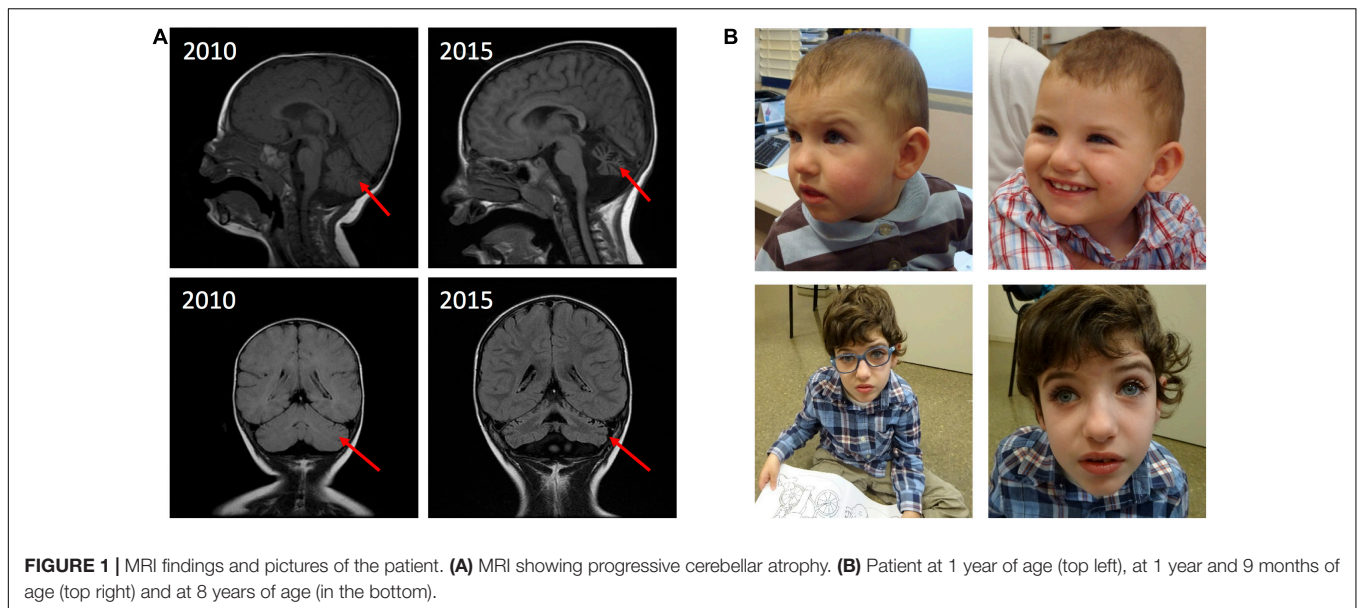 A
B
2010
2015
2010
2015
FIGURE 1 | MRI findings and pictures of the patient. (A) MRI showing progressive cerebellar atrophy. (B) Patient at 1 year of age (top left), at 1 year and 9 months of
age (top right) and at 8 years of age (in the bottom).